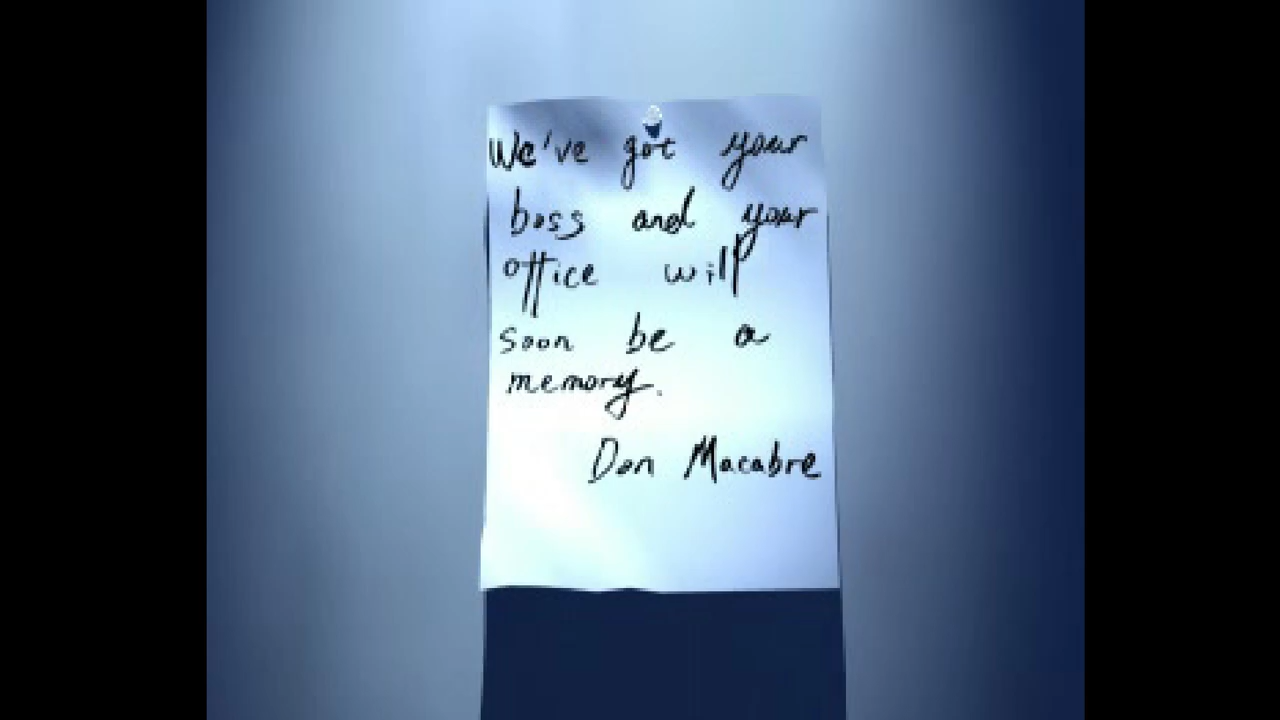 We've got your
boss and your
office will
soon be a
memory.
Don Macabre